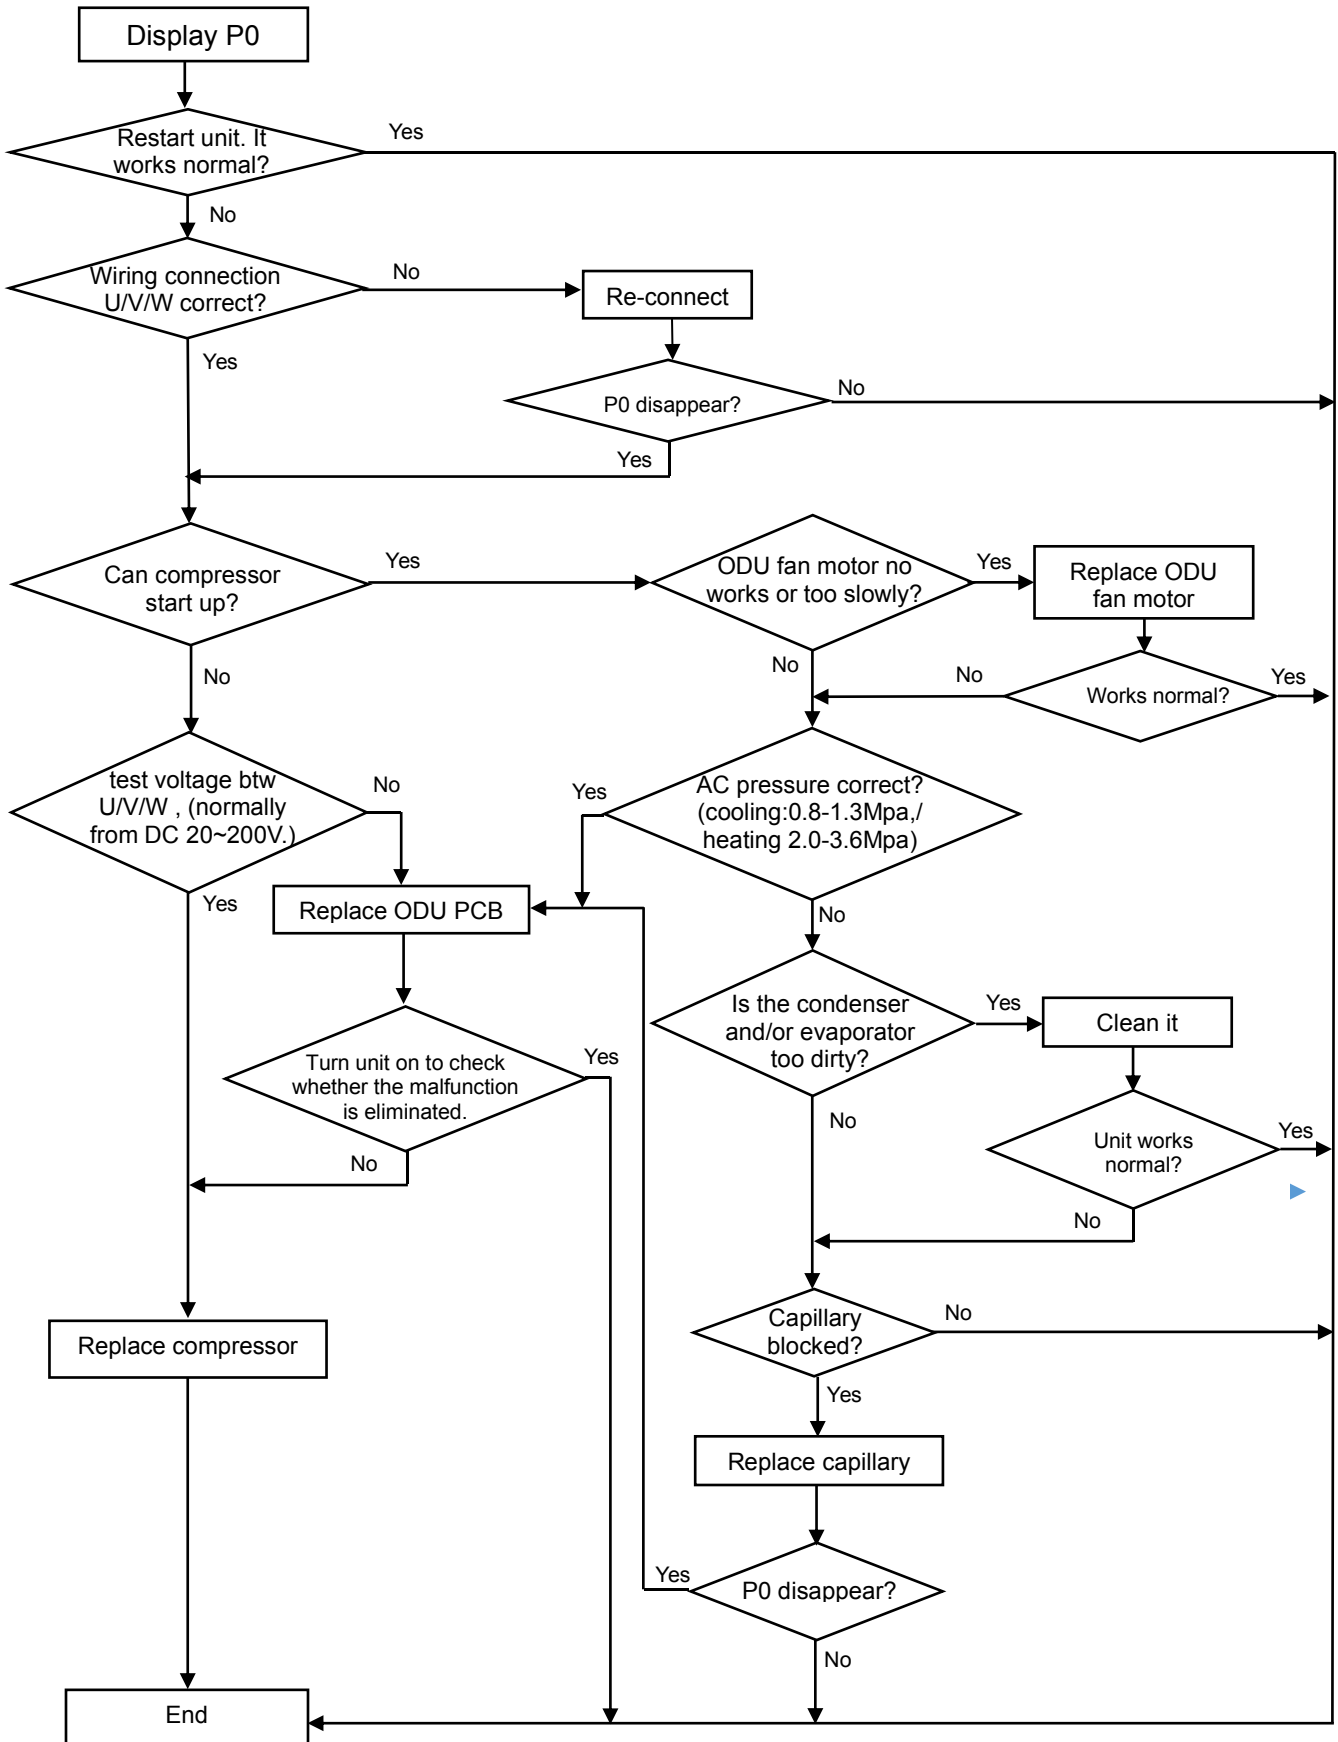 Display P0
Restart unit. It
works normal?
Yes
No
Wiring connection
U/V/W correct?
No
Re-connect
Yes
P0 disappear?
No
Yes
Can compressor
start up?
Yes
ODU fan motor no
works or too slowly?
Yes
Replace ODU
fan motor
No
No
No
Works normal?
Yes
test voltage btw
U/V/W , (normally
from DC 20~200V.)
No
Yes
AC pressure correct?
(cooling:0.8-1.3Mpa,/
heating 2.0-3.6Mpa)
Yes
Replace ODU PCB
No
Is the condenser
and/or evaporator
too dirty?
Yes
Clean it
Turn unit on to check
whether the malfunction
is eliminated.
Yes
No
No
Unit works
normal?
Yes
No
Capillary
blocked?
No
Replace compressor
Yes
Replace capillary
Yes
P0 disappear?
No
End